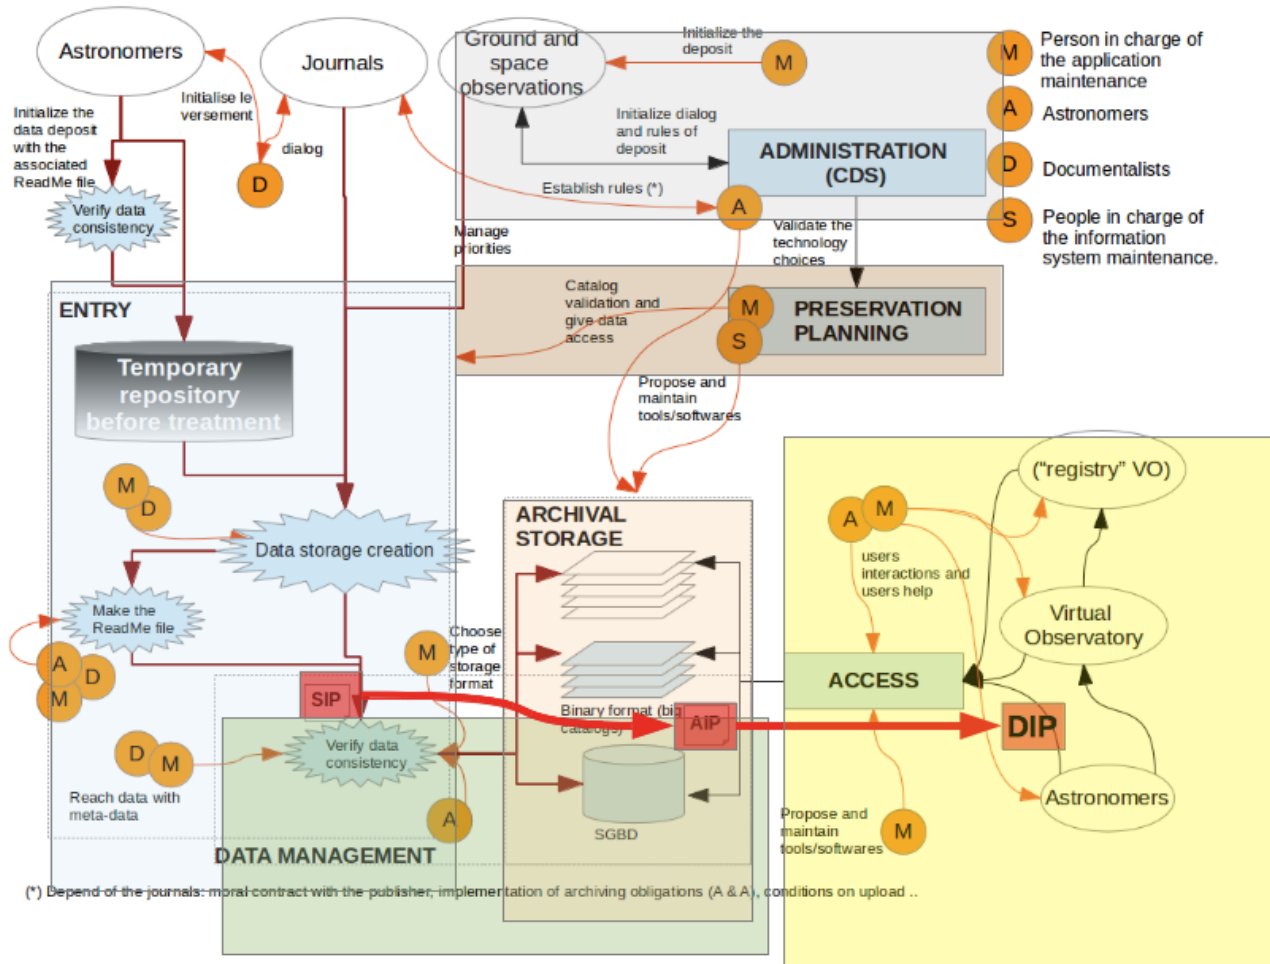 Astronomers
Journals
Ground and
space
observations
Initialize the
deposit
M
M
Person in charge of
the application
maintenance
A
Astronomers
D
Documentalists
S
People in charge of
the information
system maintenance.
Initialize the
data deposit
with the
associated
ReadMe file
Initialise le
versement
dialog
D
Initialize dialog
and rules of
deposit
ADMINISTRATION
(CDS)
Establish rules (*)
A
Verify data
consistency
Manage
priorities
Validate the
technology
choices
ENTRY
Catalog
validation and
give data
access
M
S
PRESERVATION
PLANNING
Temporary
repository
before treatment
Propose and
maintain
tools/softwares
M
D
Data storage creation
ARCHIVAL
STORAGE
("registry" VO)
A
M
users
interactions and
users help
Make the
ReadMe file
A
D
M
M
Choose
type of
storage
format
Virtual
Observatory
ACCESS
SIP
Binary format (big
catalogs)
AIP
DIP
Verify data
consistency
D
M
Reach data with
meta-data
A
SGBD
Astronomers
Propose and
maintain
tools/softwares
M
DATA MANAGEMENT
(*) Depend of the journals: moral contract with the publisher, implementation of archiving obligations (A & A), conditions on upload ..